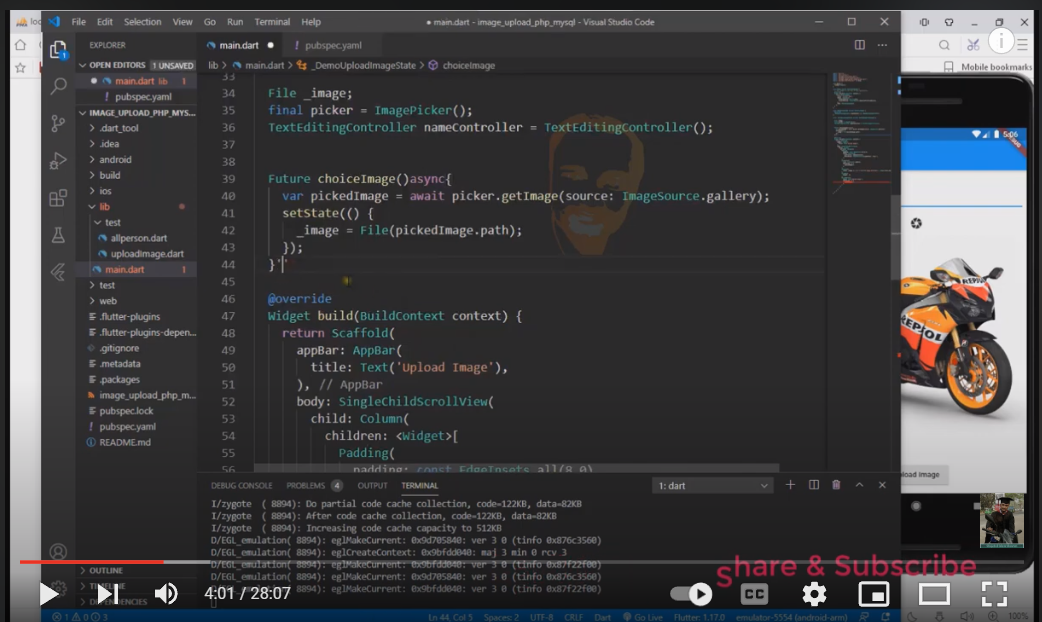 File Edit Selection View Go Run Terminal Help
● main.dart - image_upload_php_mysql - Visual Studio Code
EXPLORER
OPEN EDITORS 1 UNSAVED
main.dart lib 1
pubspec.yaml
IMAGE_UPLOAD_PHP_MYS...
.dart_tool
.idea
android
build
ios
lib
test
allperson.dart
uploadImage.dart
main.dart 1
test
web
.flutter-plugins
.flutter-plugins-depen...
.gitignore
.metadata
.packages
image_upload_php_m...
pubspec.lock
pubspec.yaml
README.md
OUTLINE
main.dart ●
pubspec.yaml
lib > main.dart > _DemoUploadImageState > choiceImage
33
34 File _image;
35 final picker = ImagePicker();
36 TextEditingController nameController = TextEditingController();
37
38
39 Future choiceImage()async{
40 var pickedImage = await picker.getImage(source: ImageSource.gallery);
41 setState(() {
42 _image = File(pickedImage.path);
43 });
44 }''
45
46 @override
47 Widget build(BuildContext context) {
48 return Scaffold(
49 appBar: AppBar(
50 title: Text('Upload Image'),
51 ), // AppBar
52 body: SingleChildScrollView(
53 child: Column(
54 children: <Widget>[
55 Padding(
56 padding: const EdgeInsets.all(8.0)
DEBUG CONSOLE PROBLEMS 4 OUTPUT TERMINAL
1: dart
I/zygote ( 8894): Do partial code cache collection, code=122KB, data=82KB
I/zygote ( 8894): After code cache collection, code=122KB, data=82KB
I/zygote ( 8894): Increasing code cache capacity to 512KB
D/EGL_emulation( 8894): eglMakeCurrent: 0x9d705840: ver 3 0 (tinfo 0x876c3560)
D/EGL_emulation( 8894): eglCreateContext: 0x9bfdd040: maj 3 min 0 rcv 3
D/EGL_emulation( 8894): eglMakeCurrent: 0x9bfdd040: ver 3 0 (tinfo 0x87f22f00)
D/EGL_emulation( 8894): eglMakeCurrent: 0x9d705840: ver 3 0 (tinfo 0x876c3560)
D/EGL_emulation( 8894): eglMakeCurrent: 0x9bfdd040: ver 3 0 (tinfo 0x87f22f00)
Mobile bookmarks
5:06
REPSOL
share & Subscribe
4:01 / 28:07
CC
Ln 44, Col 5 Spaces: 2 UTF-8 CRLF Dart Go Live Flutter: 1.17.0 emulator-5554 (android-arm)
100%